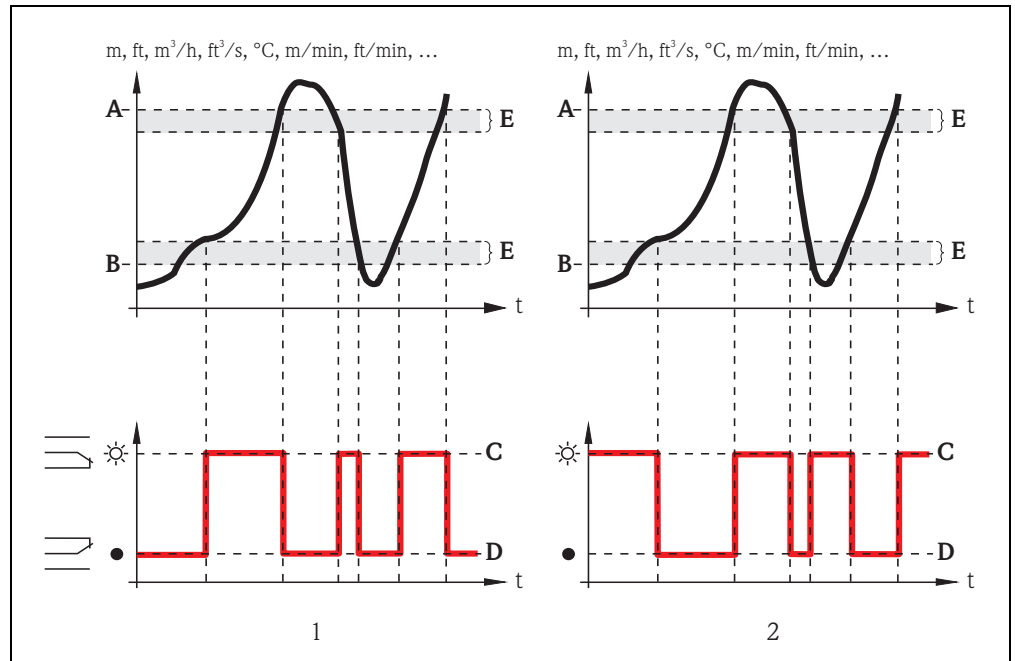 m, ft, m³/h, ft³/s, °C, m/min, ft/min, …
A
E
E
B
t
C
D
t
1
m, ft, m³/h, ft³/s, °C, m/min, ft/min, …
A
E
E
B
t
C
D
t
2